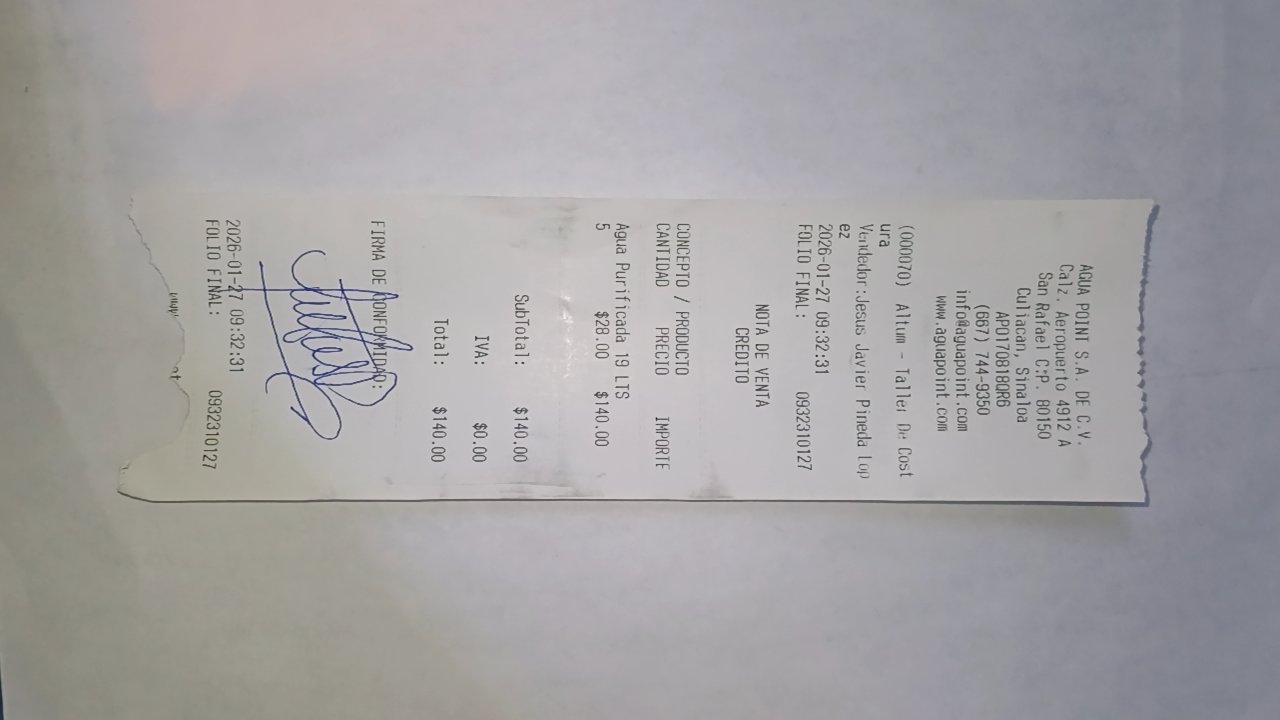 AGUA POINT S.A. DE C.V.
Calz. Aeropuerto 4912 A
San Rafael C.P. 80150
Culiacan, Sinaloa
APO170818QR6
(667) 744-9350
info@aguapoint.com
www.aguapoint.com
(000070) Altum - Taller De Cost
ura
Vendedor:Jesus Javier Pineda Lop
ez
2026-01-27 09:32:31
FOLIO FINAL: 0932310127
NOTA DE VENTA
CREDITO
CONCEPTO / PRODUCTO
CANTIDAD PRECIO IMPORTE
Agua Purificada 19 LTS
5 $28.00 $140.00
SubTotal: $140.00
IVA: $0.00
Total: $140.00
FIRMA DE CONFORMIDAD:
2026-01-27 09:32:31
FOLIO FINAL: 0932310127